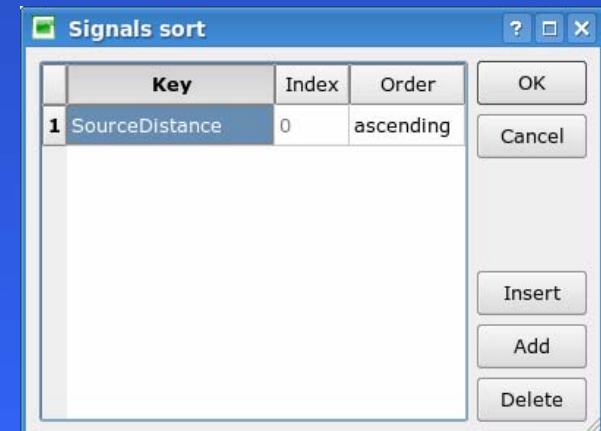 Signals sort
?
Key Index Order
1 SourceDistance 0 ascending
OK
Cancel
Insert
Add
Delete